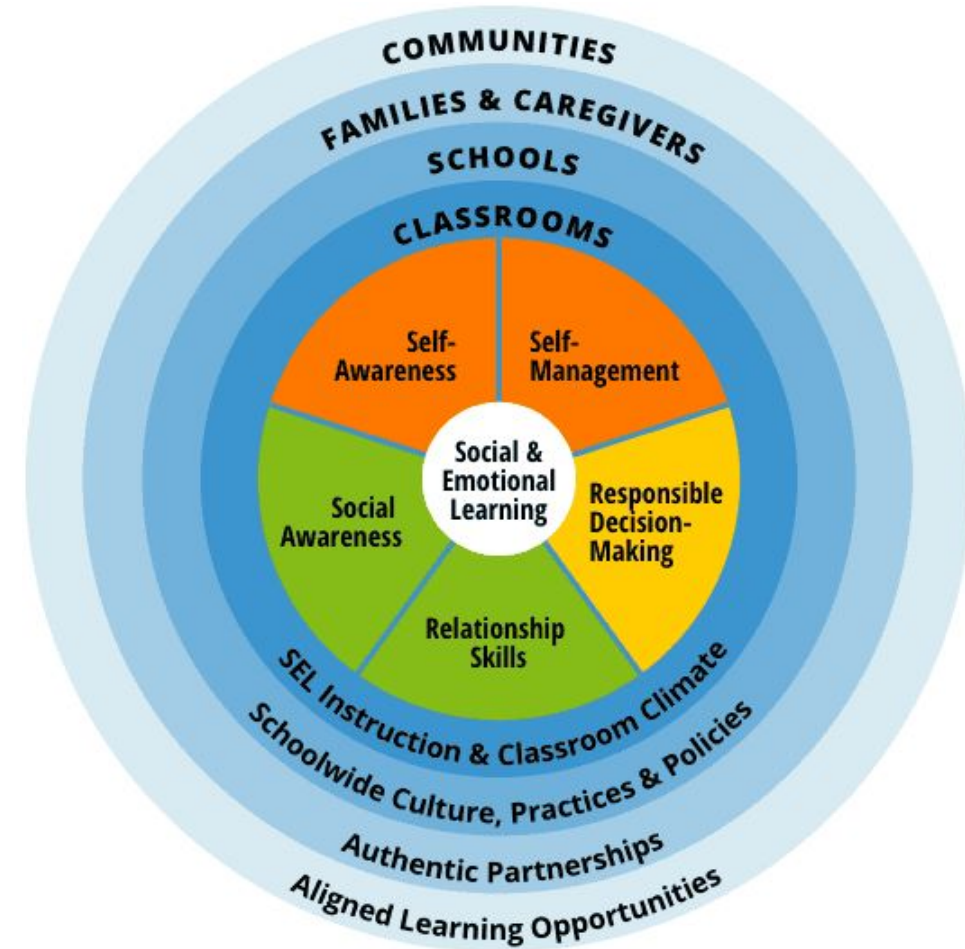 COMMUNITIES
FAMILIES & CAREGIVERS
SCHOOLS
CLASSROOMS
Self-
Awareness
Self-
Management
Social &
Emotional
Learning
Social
Awareness
Responsible
Decision-
Making
Relationship
Skills
SEL Instruction & Classroom Climate
Schoolwide Culture, Practices & Policies
Authentic Partnerships
Aligned Learning Opportunities